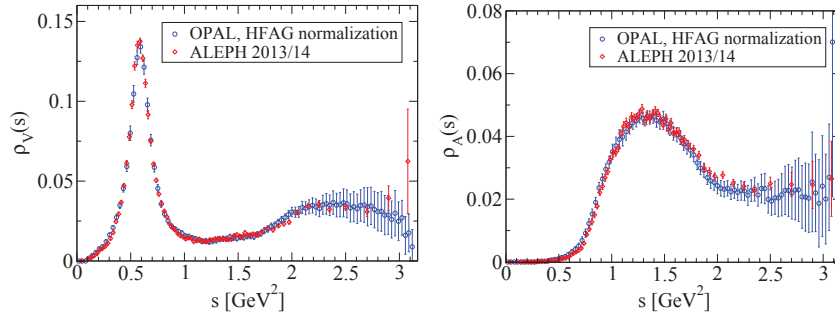 OPAL, HFAG normalization
ALEPH 2013/14
0.15
0.1
0.05
0
ρ_V(s)
0 0.5 1 1.5 2 2.5 3
s [GeV²]
OPAL, HFAG normalization
ALEPH 2013/14
0.08
0.06
0.04
0.02
0
ρ_A(s)
0 0.5 1 1.5 2 2.5 3
s [GeV²]